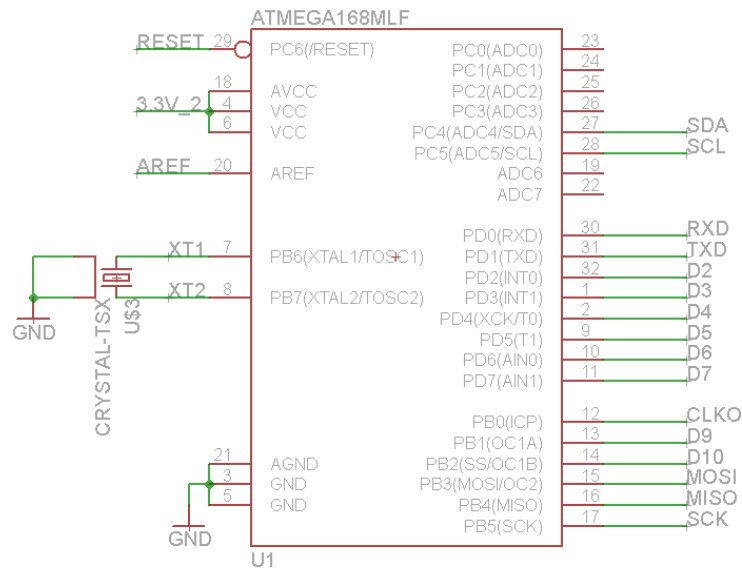 ATMEGA168MLF
RESET 29 PC6(/RESET) PC0(ADC0) 23
PC1(ADC1) 24
18 AVCC PC2(ADC2) 25
3.3V_2 4 VCC PC3(ADC3) 26
6 VCC PC4(ADC4/SDA) 27 SDA
PC5(ADC5/SCL) 28 SCL
AREF 20 AREF ADC6 19
ADC7 22
PD0(RXD) 30 RXD
XT1 7 PB6(XTAL1/TOSC1) PD1(TXD) 31 TXD
PD2(INT0) 32 D2
XT2 8 PB7(XTAL2/TOSC2) PD3(INT1) 1 D3
GND
CRYSTAL-TSX
U$3
PD4(XCK/T0) 2 D4
PD5(T1) 9 D5
PD6(AIN0) 10 D6
PD7(AIN1) 11 D7
PB0(ICP) 12 CLKO
PB1(OC1A) 13 D9
21 AGND PB2(SS/OC1B) 14 D10
3 GND PB3(MOSI/OC2) 15 MOSI
5 GND PB4(MISO) 16 MISO
PB5(SCK) 17 SCK
GND
U1